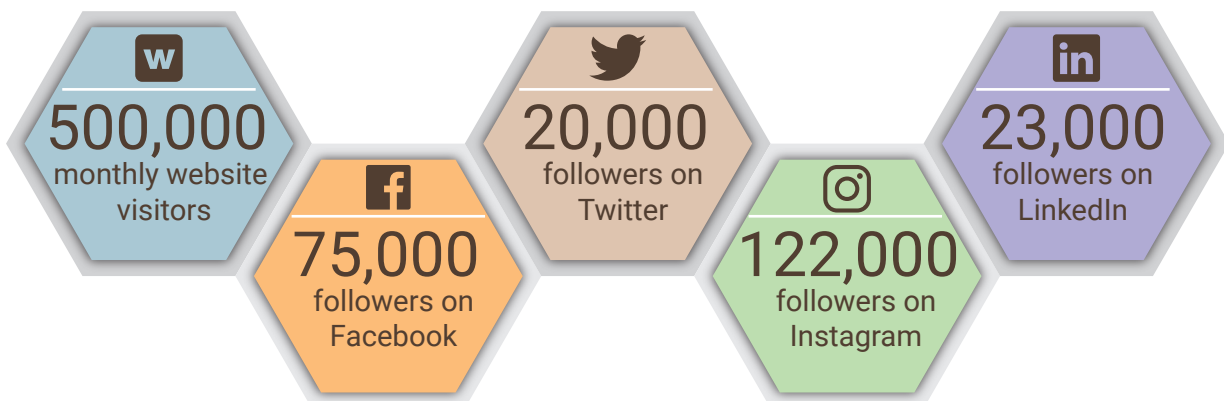 w
500,000
monthly website
visitors
f
75,000
followers on
Facebook
20,000
followers on
Twitter
122,000
followers on
Instagram
in
23,000
followers on
LinkedIn